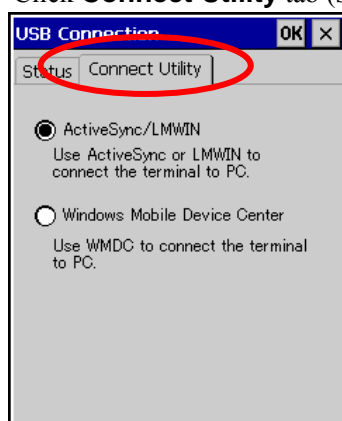 Click Connect Utility tab (s
USB Connection OK ×
Status Connect Utility
ActiveSync/LMWIN
Use ActiveSync or LMWIN to
connect the terminal to PC.
Windows Mobile Device Center
Use WMDC to connect the terminal
to PC.